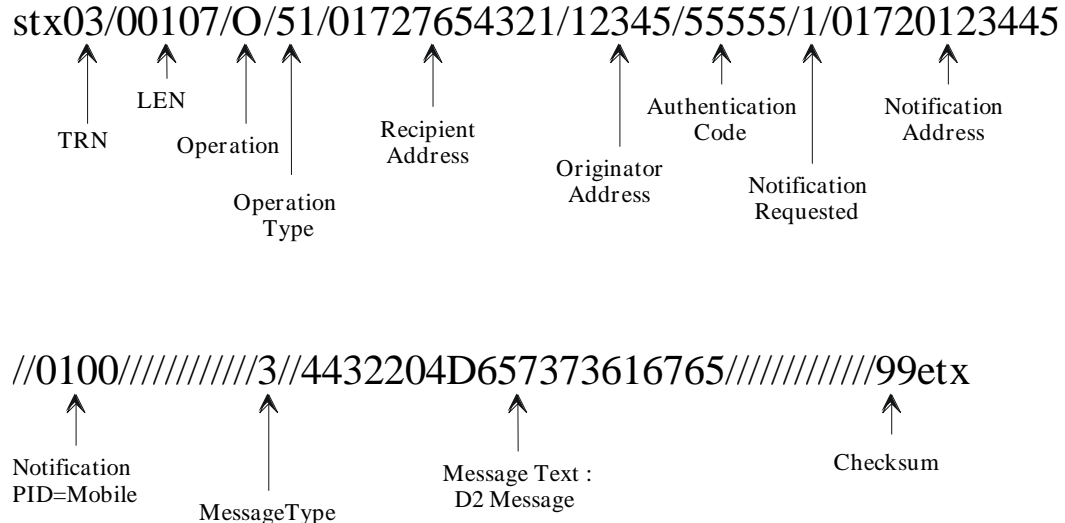 stx03/00107/O/51/01727654321/12345/55555/1/01720123445
TRN
LEN
Operation
Operation
Type
Recipient
Address
Originator
Address
Authentication
Code
Notification
Requested
Notification
Address
//0100////////////3//4432204D657373616765/////////////99etx
Notification
PID=Mobile
MessageType
Message Text :
D2 Message
Checksum